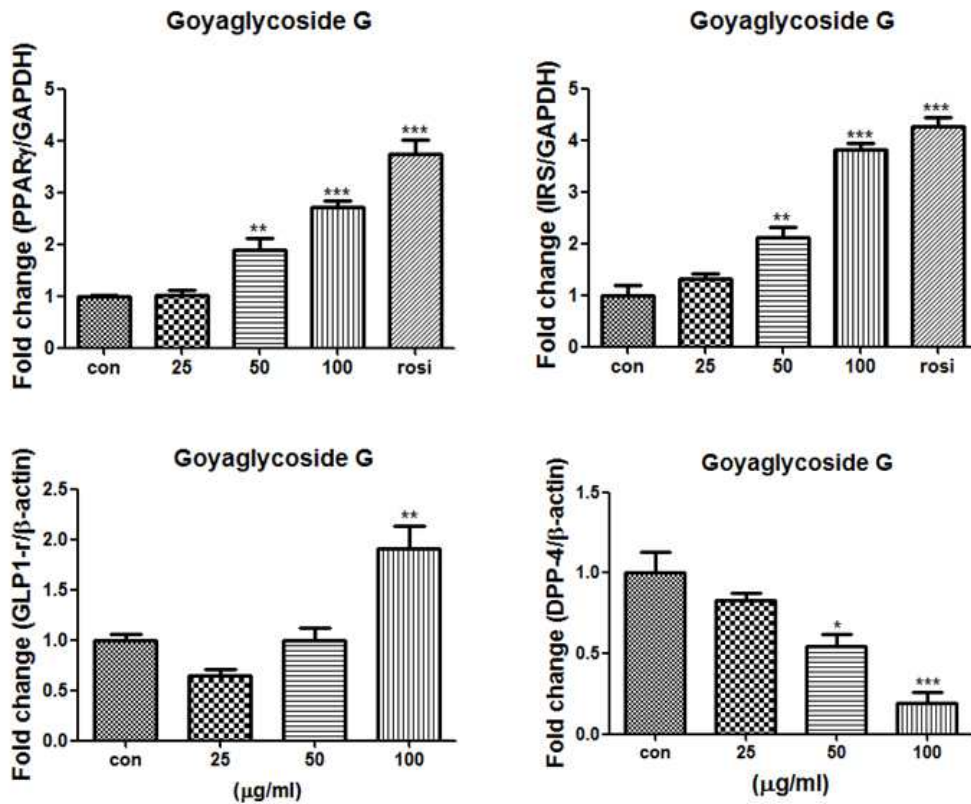 Goyaglycoside G
Fold change (PPARγ/GAPDH)
5
4
3
2
1
0
***
***
**
con 25 50 100 rosi
Goyaglycoside G
Fold change (IRS/GAPDH)
5
4
3
2
1
0
***
***
**
con 25 50 100 rosi
Goyaglycoside G
Fold change (GLP1-r/β-actin)
2.5
2.0
1.5
1.0
0.5
0.0
**
con 25 50 100
(μg/ml)
Goyaglycoside G
Fold change (DPP-4/β-actin)
1.5
1.0
0.5
0.0
*
***
con 25 50 100
(μg/ml)